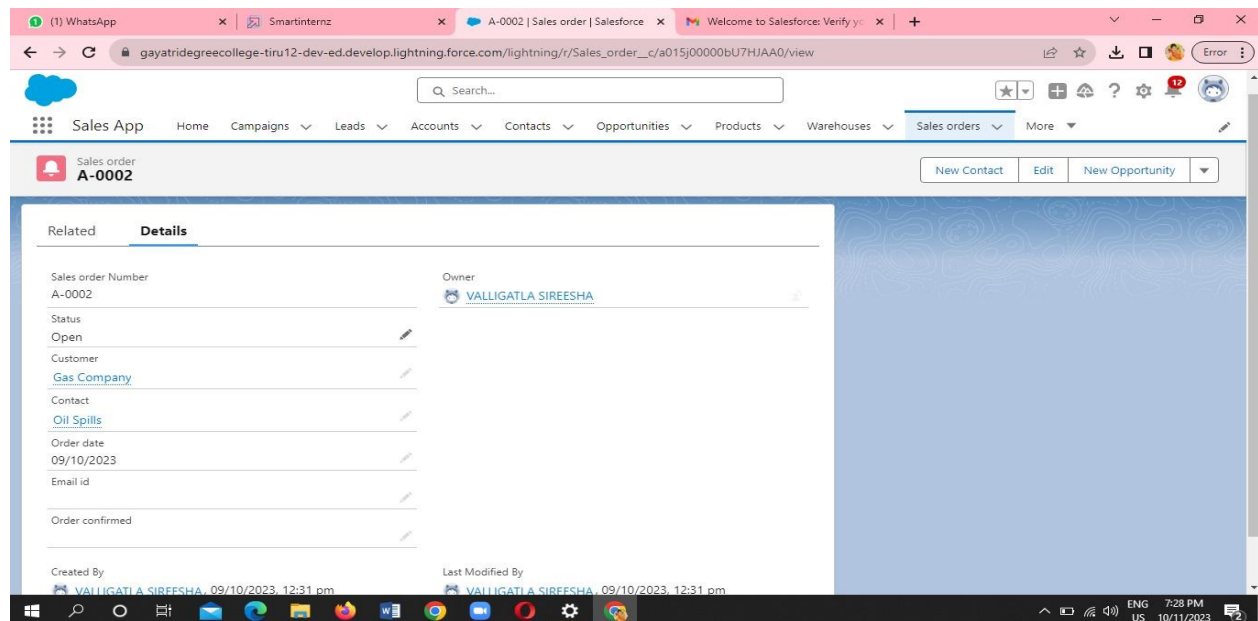 (1) WhatsApp
Smartinternz
A-0002 | Sales order | Salesforce
Welcome to Salesforce: Verify yo
gayatridegreecollege-tiru12-dev-ed.develop.lightning.force.com/lightning/r/Sales_order__c/a015j00000bU7HJAA0/view
Error
Search...
12
Sales App Home Campaigns Leads Accounts Contacts Opportunities Products Warehouses Sales orders More
Sales order
A-0002
New Contact Edit New Opportunity
Related Details
Sales order Number
A-0002
Owner
VALLIGATLA SIREESHA
Status
Open
Customer
Gas Company
Contact
Oil Spills
Order date
09/10/2023
Email id
Order confirmed
Created By
VALLIGATLA SIREESHA, 09/10/2023, 12:31 pm
Last Modified By
VALLIGATLA SIREESHA, 09/10/2023, 12:31 pm
ENG
US
7:28 PM
10/11/2023
2